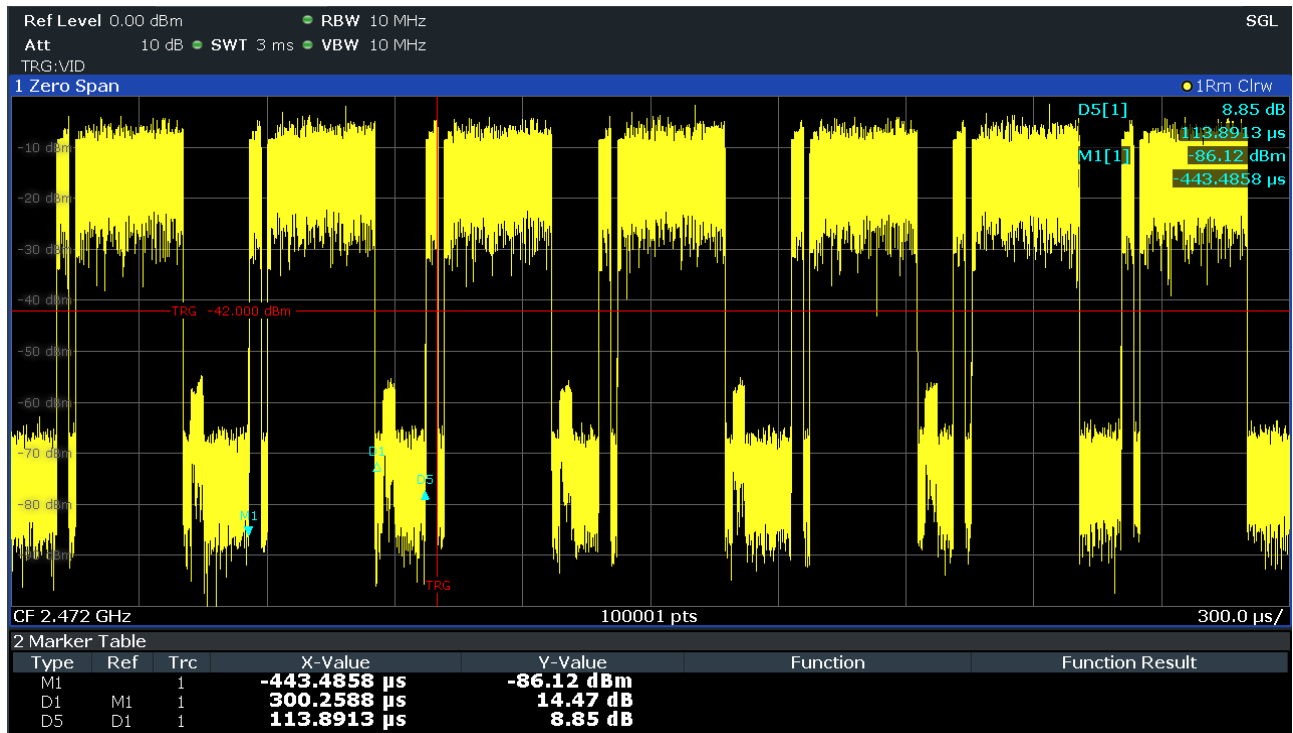 Ref Level 0.00 dBm RBW 10 MHz SGL
Att 10 dB SWT 3 ms VBW 10 MHz
TRG:VID
1 Zero Span 1Rm Clrw
D5[1] 8.85 dB
113.8913 µs
M1[1] -86.12 dBm
-443.4858 µs
-10 dBm
-20 dBm
-30 dBm
-40 dBm
TRG -42.000 dBm
-50 dBm
-60 dBm
-70 dBm
D1
D5
-80 dBm
M1
-90 dBm
TRG
CF 2.472 GHz 100001 pts 300.0 µs/
2 Marker Table
Type Ref Trc X-Value Y-Value Function Function Result
M1 1 -443.4858 µs -86.12 dBm
D1 M1 1 300.2588 µs 14.47 dB
D5 D1 1 113.8913 µs 8.85 dB